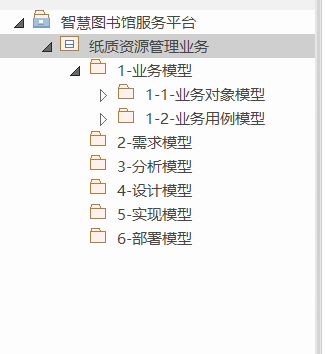 智慧图书馆服务平台
纸质资源管理业务
1-业务模型
1-1-业务对象模型
1-2-业务用例模型
2-需求模型
3-分析模型
4-设计模型
5-实现模型
6-部署模型